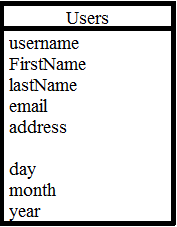 Users
username
FirstName
lastName
email
address
day
month
year